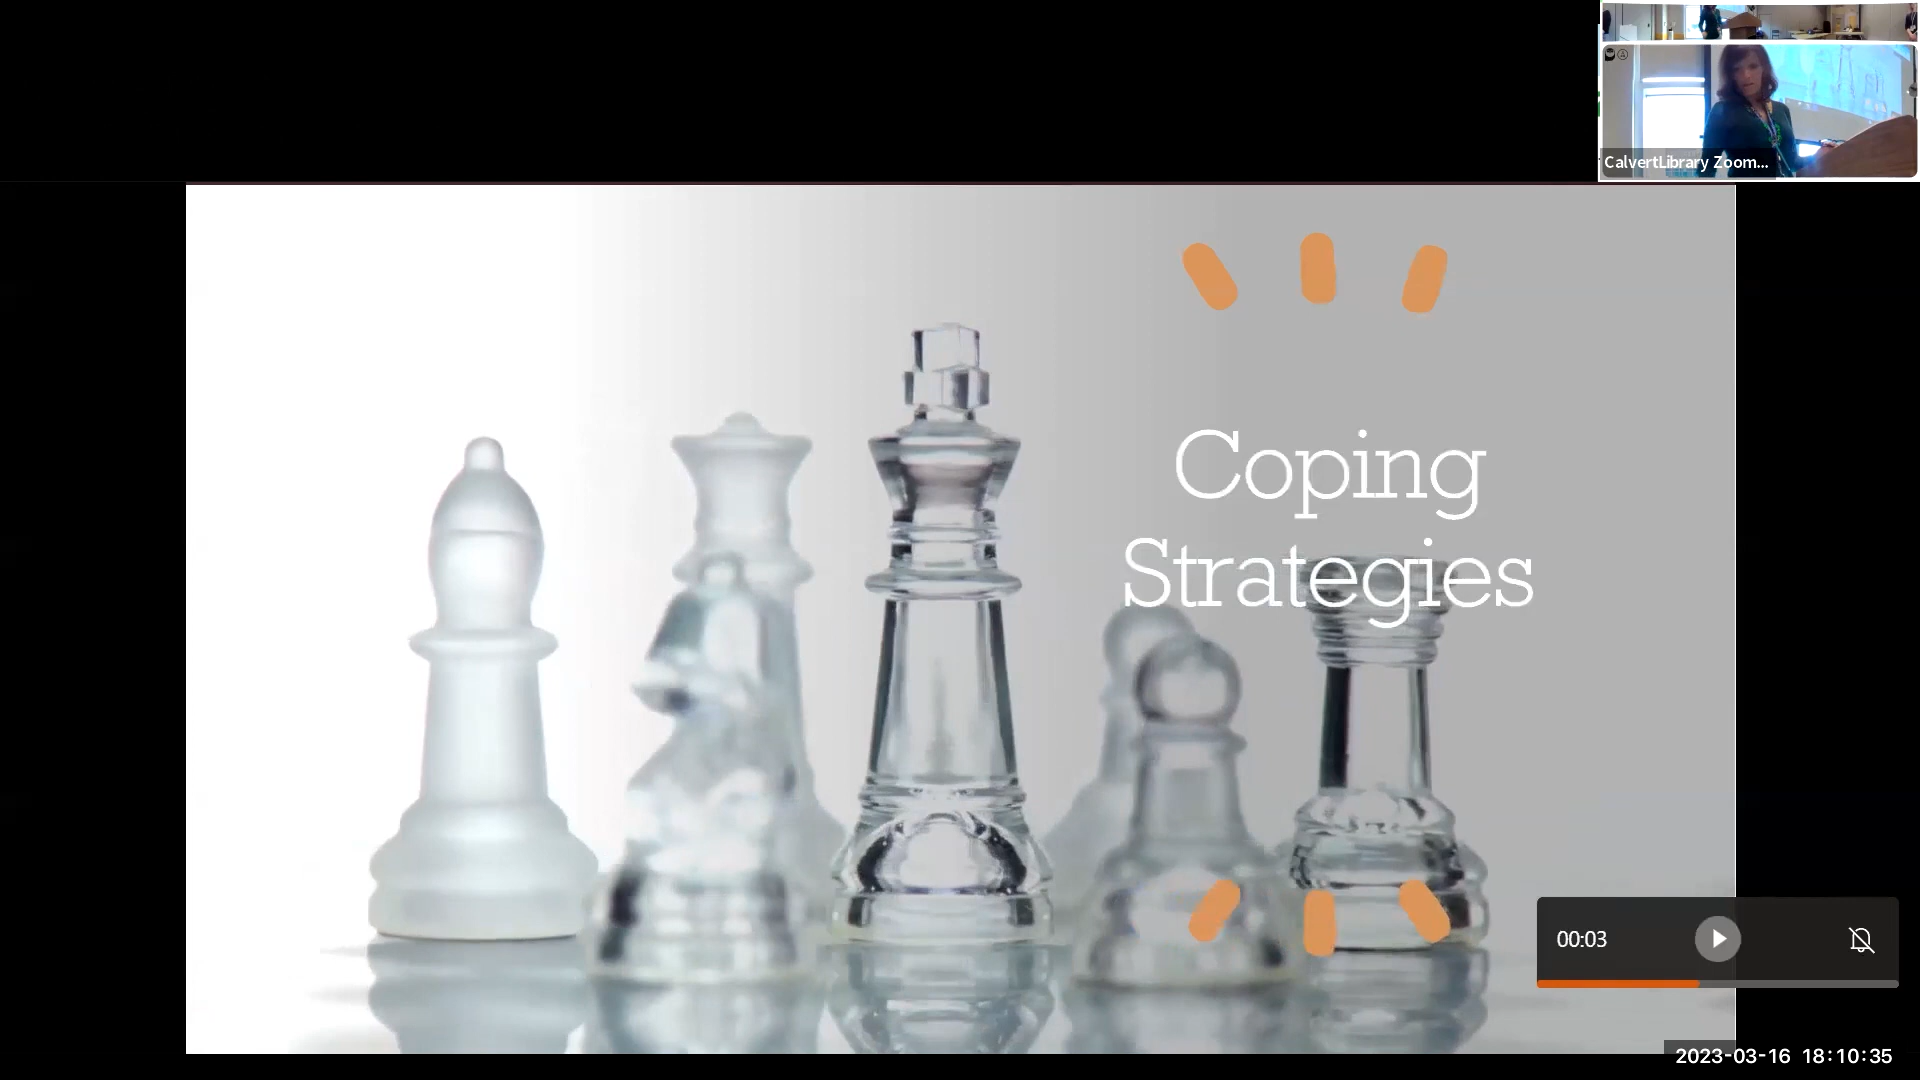 CalvertLibrary Zoom...
Coping
Strategies
00:03
2023-03-16 18:10:35